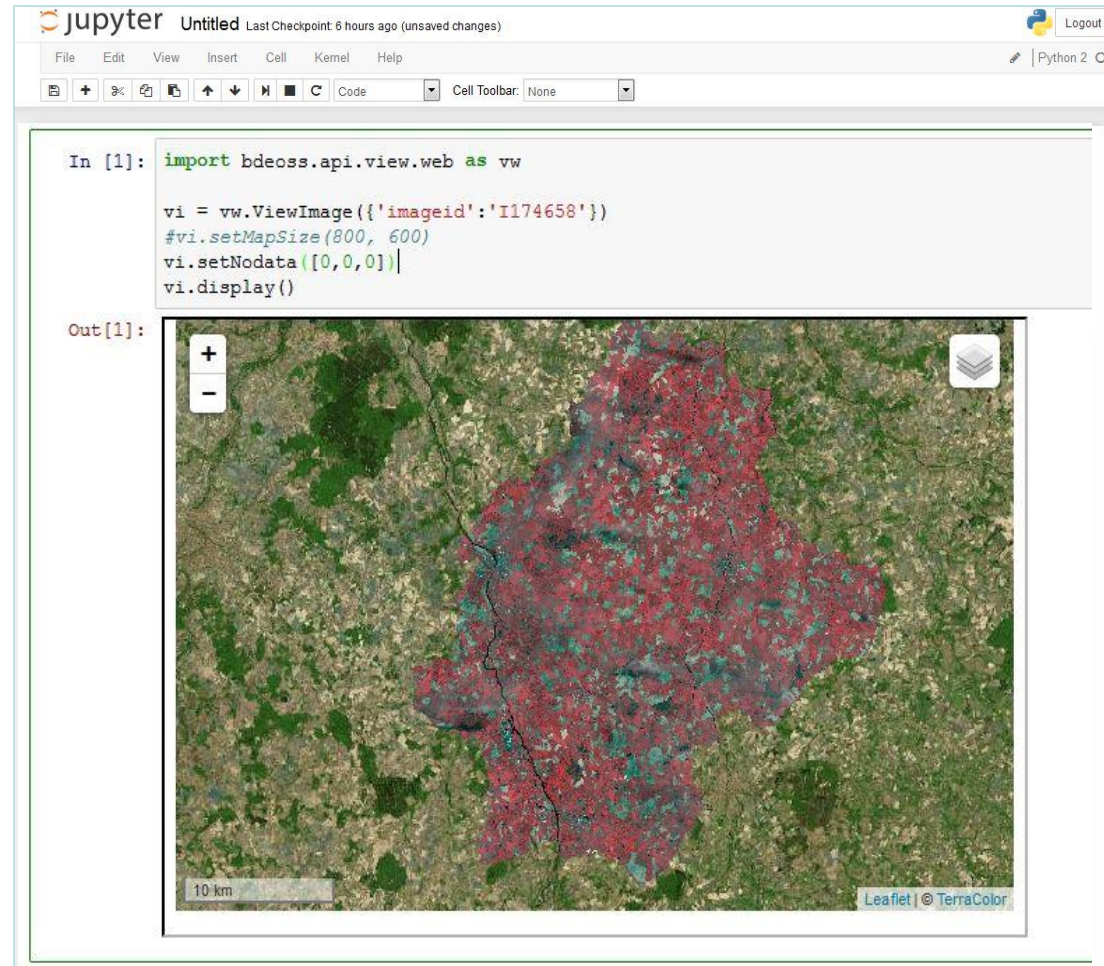 jupyter Untitled Last Checkpoint: 6 hours ago (unsaved changes) Logout
File Edit View Insert Cell Kernel Help Python 2
Code Cell Toolbar: None
In [1]: import bdeoss.api.view.web as vw
vi = vw.ViewImage({'imageid':'I174658'})
#vi.setMapSize(800, 600)
vi.setNodata([0,0,0])
vi.display()
Out[1]:
+
−
10 km
Leaflet | © TerraColor